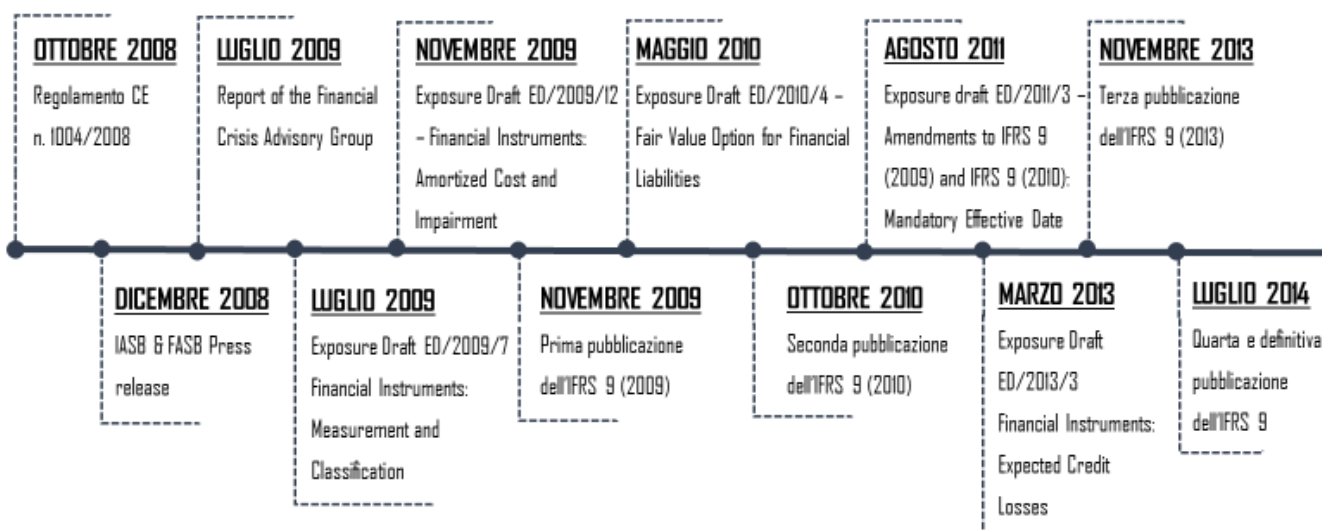 OTTOBRE 2008
Regolamento CE
n. 1004/2008
LUGLIO 2009
Report of the Financial
Crisis Advisory Group
NOVEMBRE 2009
Exposure Draft ED/2009/12
– Financial Instruments:
Amortized Cost and
Impairment
MAGGIO 2010
Exposure Draft ED/2010/4 –
Fair Value Option for Financial
Liabilities
AGOSTO 2011
Exposure draft ED/2011/3 –
Amendments to IFRS 9
(2009) and IFRS 9 (2010):
Mandatory Effective Date
NOVEMBRE 2013
Terza pubblicazione
dell'IFRS 9 (2013)
DICEMBRE 2008
IASB & FASB Press
release
LUGLIO 2009
Exposure Draft ED/2009/7
Financial Instruments:
Measurement and
Classification
NOVEMBRE 2009
Prima pubblicazione
dell'IFRS 9 (2009)
OTTOBRE 2010
Seconda pubblicazione
dell'IFRS 9 (2010)
MARZO 2013
Exposure Draft
ED/2013/3
Financial Instruments:
Expected Credit
Losses
LUGLIO 2014
Quarta e definitiva
pubblicazione
dell'IFRS 9